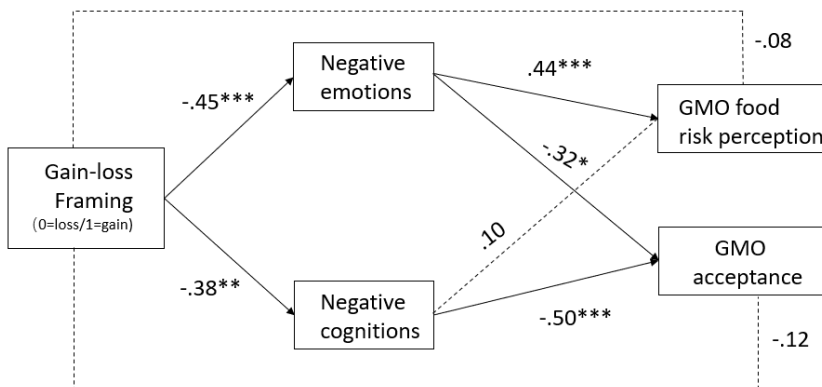 -.08
Negative
emotions
.44***
-.45***
GMO food
risk perception
-.32*
Gain-loss
Framing
(0=loss/1=gain)
.10
GMO
acceptance
-.38**
Negative
cognitions
-.50***
-.12